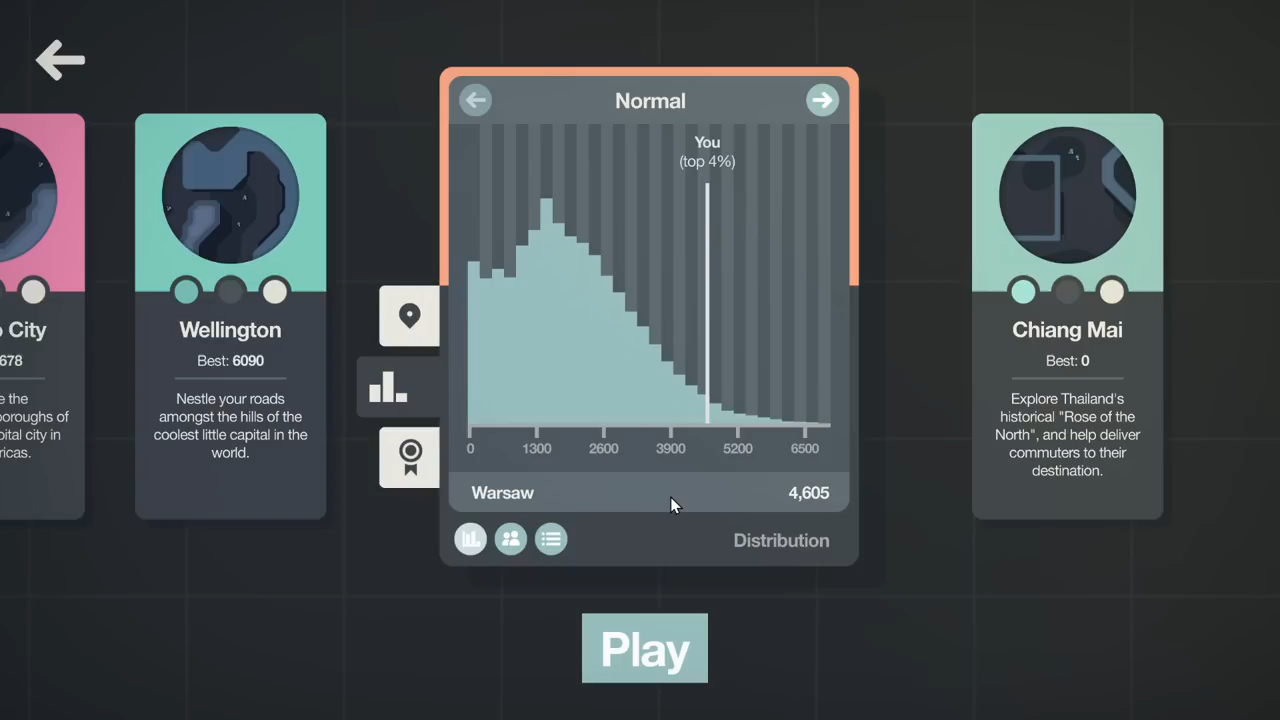 o City
678
e the
boroughs of
pital city in
ricas.
Wellington
Best: 6090
Nestle your roads
amongst the hills of the
coolest little capital in the
world.
Normal
You
(top 4%)
0 1300 2600 3900 5200 6500
Warsaw 4,605
Distribution
Chiang Mai
Best: 0
Explore Thailand's
historical "Rose of the
North", and help deliver
commuters to their
destination.
Play